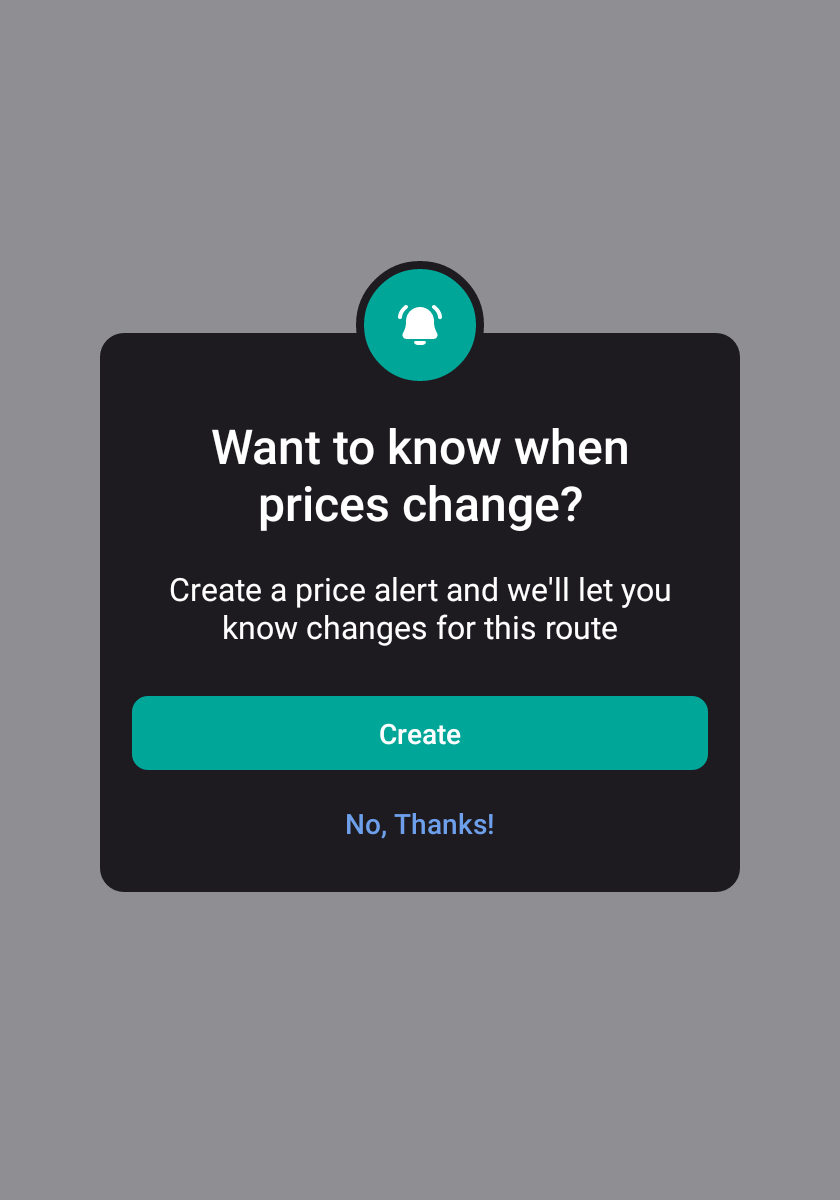 Want to know when
prices change?
Create a price alert and we'll let you
know changes for this route
Create
No, Thanks!